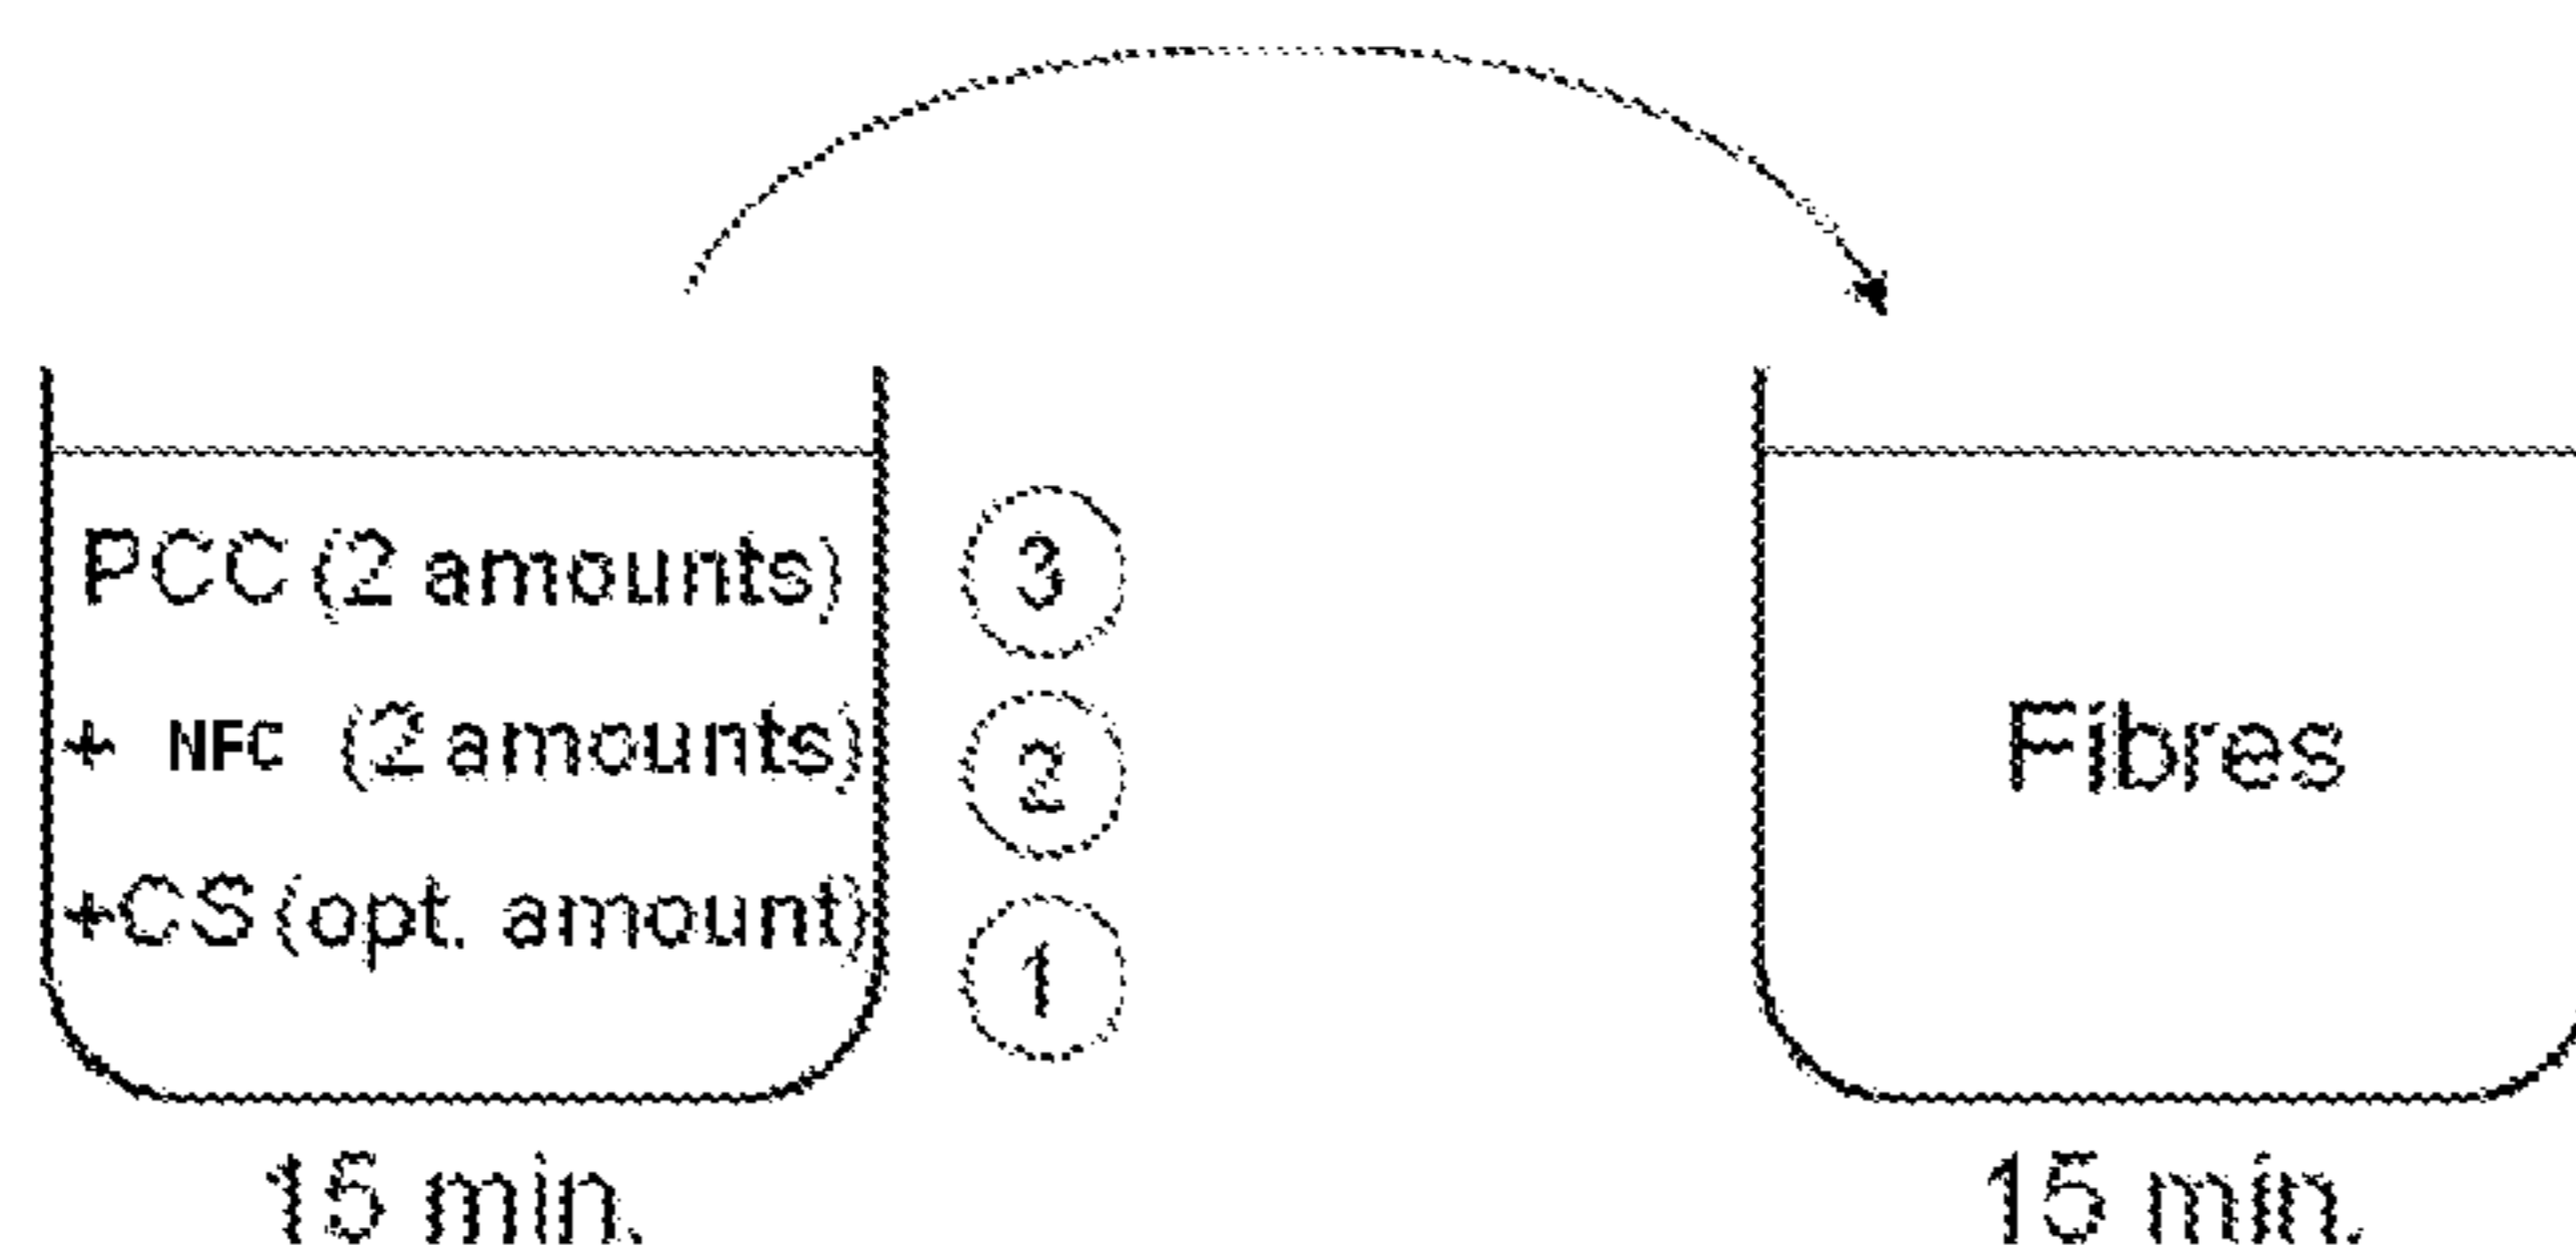 PCC (2 amounts)
3
+ NFC (2 amounts)
2
+CS (opt. amount)
1
Fibres
15 min.
15 min.